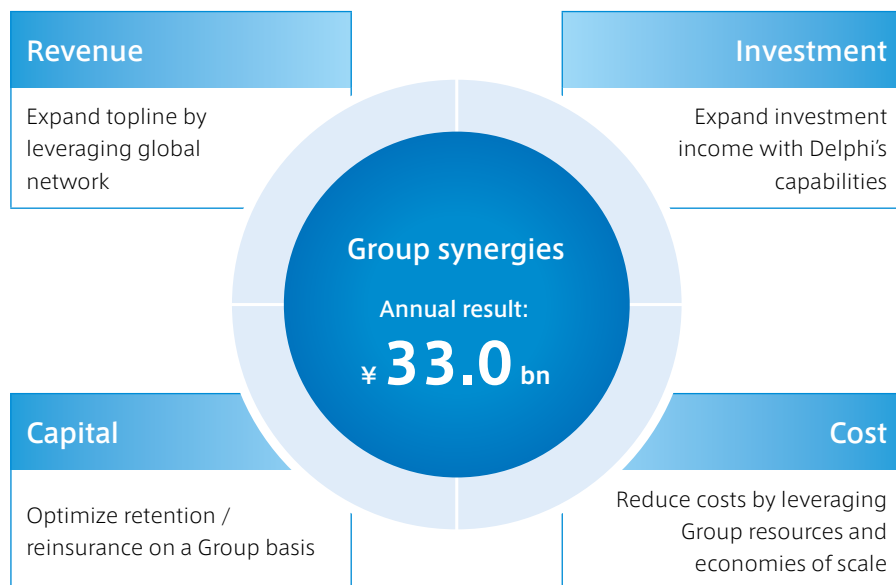 Revenue
Expand topline by
leveraging global
network
Investment
Expand investment
income with Delphi’s
capabilities
Group synergies
Annual result:
¥ 33.0 bn
Capital
Optimize retention /
reinsurance on a Group basis
Cost
Reduce costs by leveraging
Group resources and
economies of scale